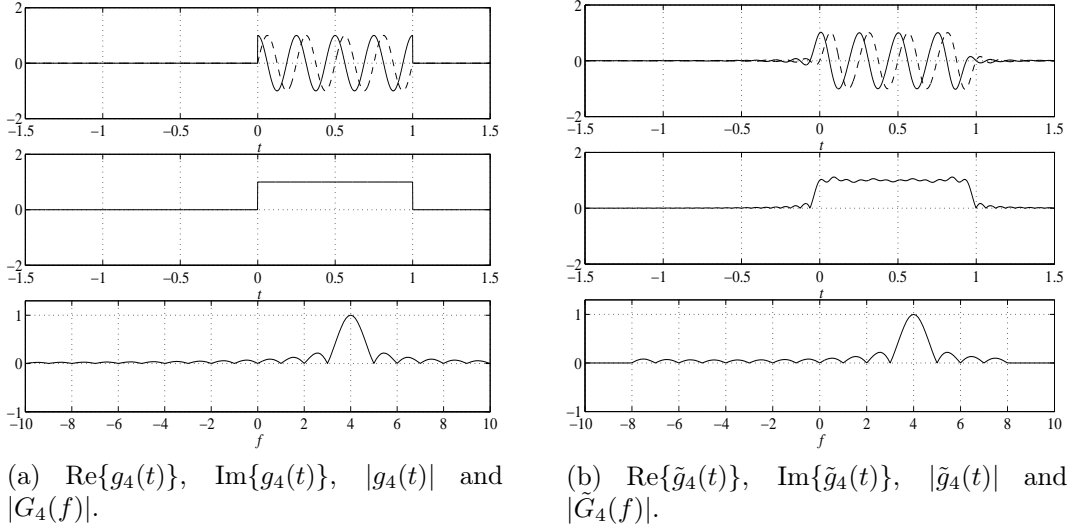 2
0
−2
−1.5 −1 −0.5 0 0.5 1 1.5
t
2
0
−2
−1.5 −1 −0.5 0 0.5 1 1.5
t
1
0
−1
−10 −8 −6 −4 −2 0 2 4 6 8 10
f
(a) Re{g₄(t)}, Im{g₄(t)}, |g₄(t)| and
|G₄(f)|.
2
0
−2
−1.5 −1 −0.5 0 0.5 1 1.5
t
2
0
−2
−1.5 −1 −0.5 0 0.5 1 1.5
t
1
0
−1
−10 −8 −6 −4 −2 0 2 4 6 8 10
f
(b) Re{g̃₄(t)}, Im{g̃₄(t)}, |g̃₄(t)| and
|G̃₄(f)|.